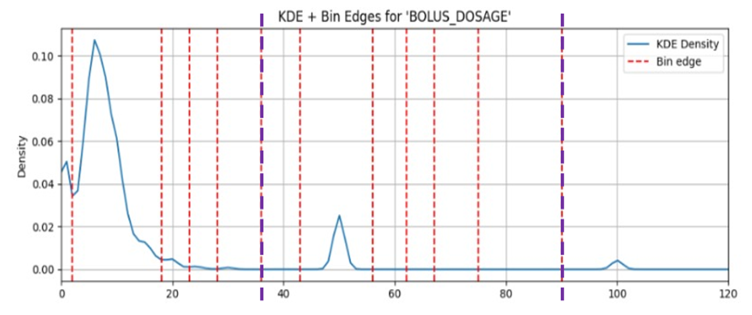 KDE + Bin Edges for 'BOLUS_DOSAGE'
KDE Density
Bin edge
Density
0.10
0.08
0.06
0.04
0.02
0.00
0 20 40 60 80 100 120